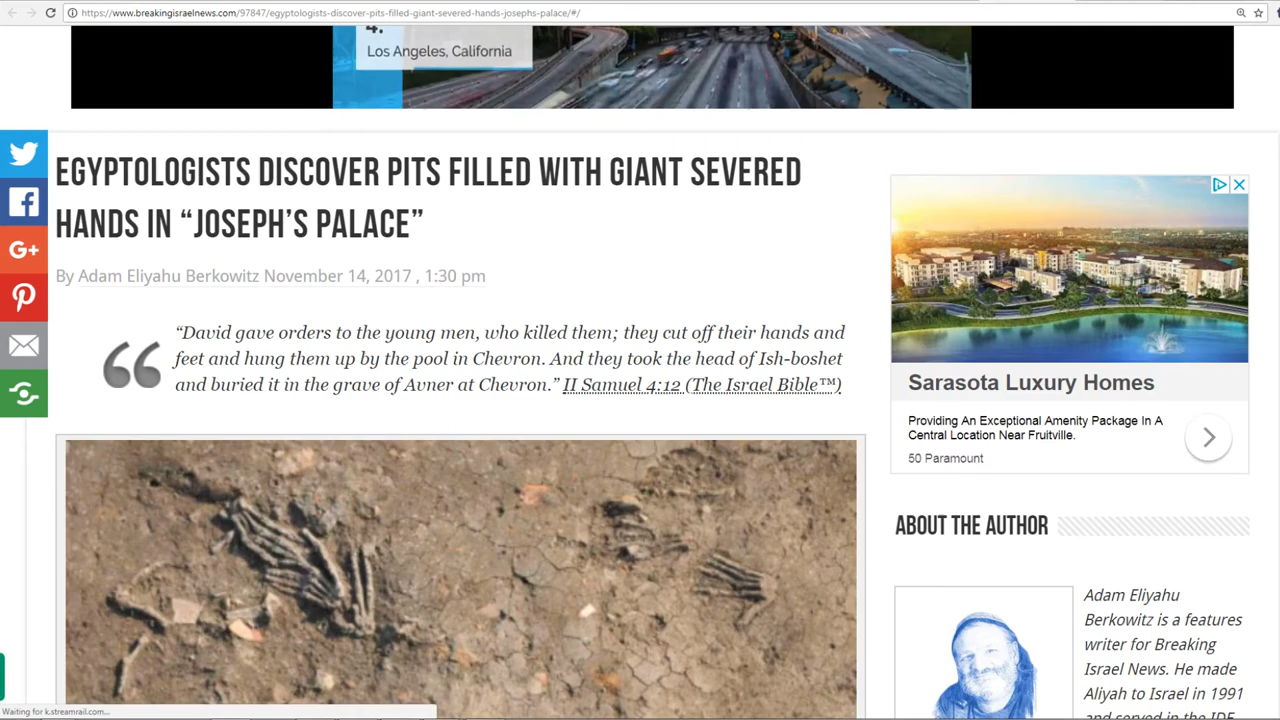 https://www.breakingisraelnews.com/97847/egyptologists-discover-pits-filled-giant-severed-hands-josephs-palace/#/
4.
Los Angeles, California
EGYPTOLOGISTS DISCOVER PITS FILLED WITH GIANT SEVERED
HANDS IN “JOSEPH’S PALACE”
By Adam Eliyahu Berkowitz November 14, 2017 , 1:30 pm
“David gave orders to the young men, who killed them; they cut off their hands and
feet and hung them up by the pool in Chevron. And they took the head of Ish-boshet
and buried it in the grave of Avner at Chevron.” II Samuel 4:12 (The Israel Bible™)
Sarasota Luxury Homes
Providing An Exceptional Amenity Package In A
Central Location Near Fruitville.
50 Paramount
ABOUT THE AUTHOR
Adam Eliyahu
Berkowitz is a features
writer for Breaking
Israel News. He made
Aliyah to Israel in 1991
and served in the IDF
Waiting for k.streamrail.com...